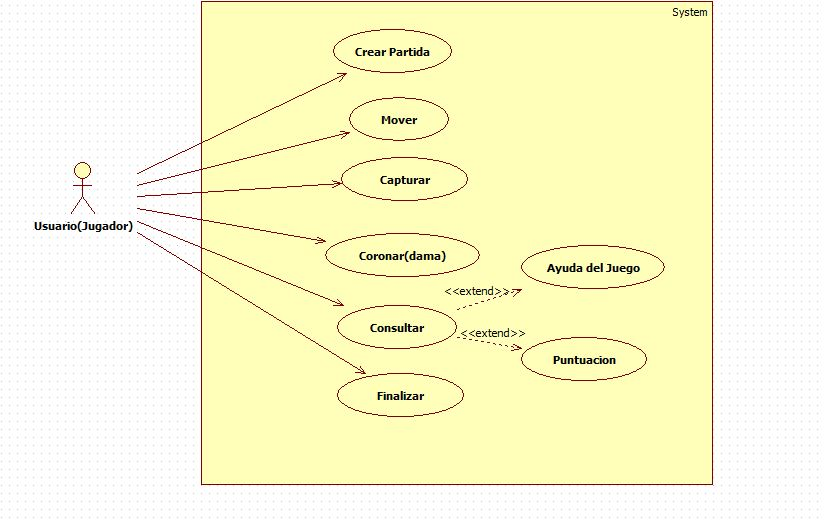 System
Crear Partida
Mover
Capturar
Usuario(Jugador)
Coronar(dama)
Ayuda del Juego
<<extend>>
Consultar
<<extend>>
Puntuacion
Finalizar